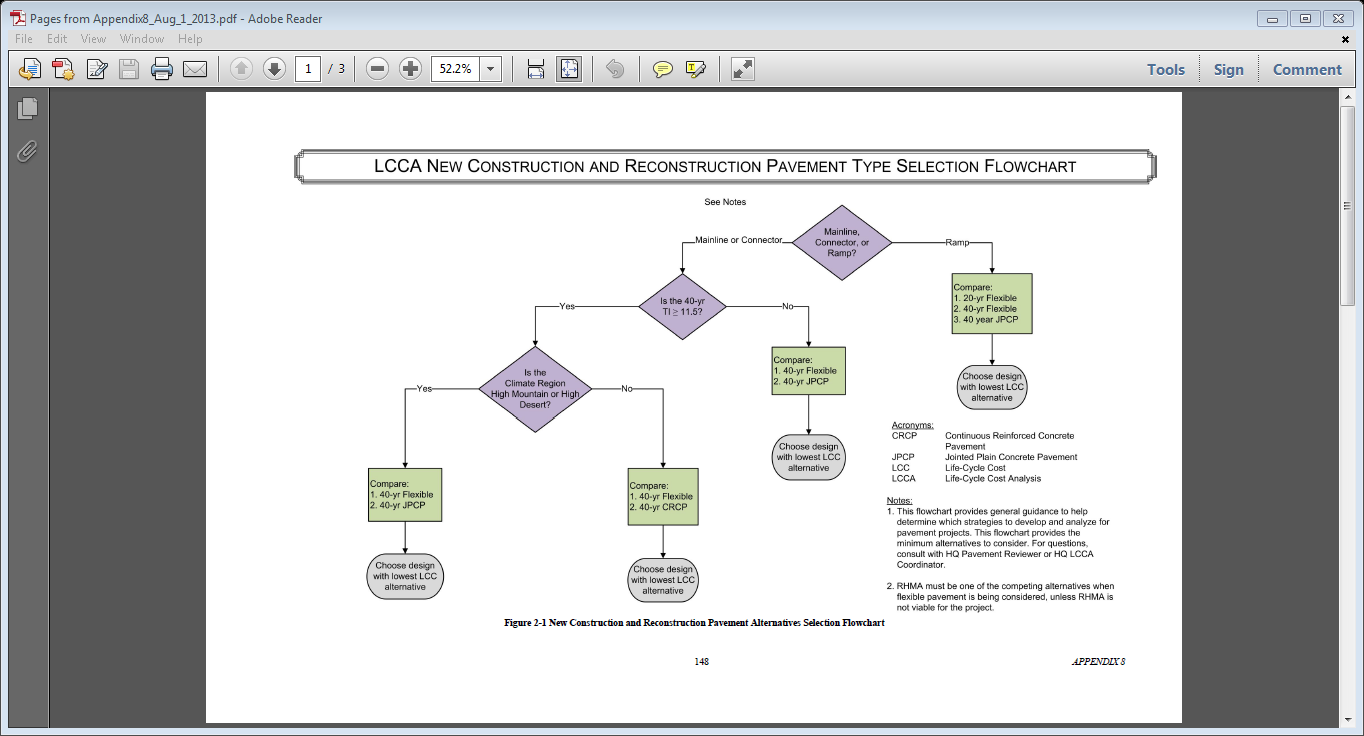 Pages from Appendix8_Aug_1_2013.pdf - Adobe Reader
File Edit View Window Help
1 / 3 52.2% Tools Sign Comment
LCCA NEW CONSTRUCTION AND RECONSTRUCTION PAVEMENT TYPE SELECTION FLOWCHART
See Notes
Mainline,
Connector, or
Ramp?
Mainline or Connector
Ramp
Is the 40-yr
TI ≥ 11.5?
Yes
No
Compare:
1. 20-yr Flexible
2. 40-yr Flexible
3. 40 year JPCP
Choose design
with lowest LCC
alternative
Compare:
1. 40-yr Flexible
2. 40-yr JPCP
Choose design
with lowest LCC
alternative
Is the
Climate Region
High Mountain or High
Desert?
Yes
No
Compare:
1. 40-yr Flexible
2. 40-yr JPCP
Choose design
with lowest LCC
alternative
Compare:
1. 40-yr Flexible
2. 40-yr CRCP
Choose design
with lowest LCC
alternative
Acronyms:
CRCP Continuous Reinforced Concrete
Pavement
JPCP Jointed Plain Concrete Pavement
LCC Life-Cycle Cost
LCCA Life-Cycle Cost Analysis
Notes:
1. This flowchart provides general guidance to help
determine which strategies to develop and analyze for
pavement projects. This flowchart provides the
minimum alternatives to consider. For questions,
consult with HQ Pavement Reviewer or HQ LCCA
Coordinator.
2. RHMA must be one of the competing alternatives when
flexible pavement is being considered, unless RHMA is
not viable for the project.
Figure 2-1 New Construction and Reconstruction Pavement Alternatives Selection Flowchart
148
APPENDIX 8